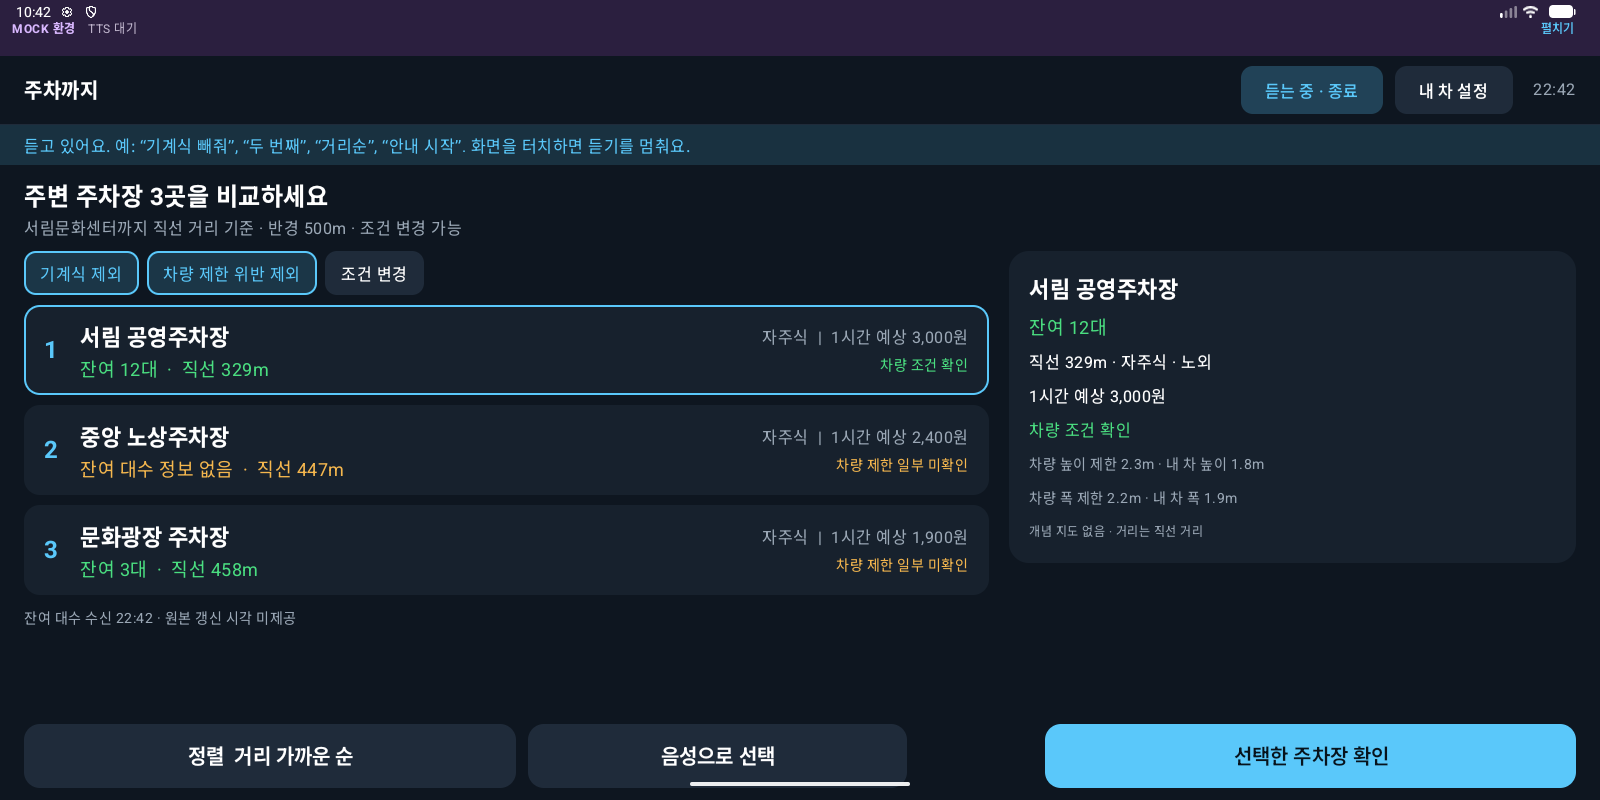 10:42
MOCK 환경 TTS 대기
펼치기
주차까지
듣는 중 · 종료
내 차 설정
22:42
듣고 있어요. 예: “기계식 빼줘”, “두 번째”, “거리순”, “안내 시작”. 화면을 터치하면 듣기를 멈춰요.
주변 주차장 3곳을 비교하세요
서림문화센터까지 직선 거리 기준 · 반경 500m · 조건 변경 가능
기계식 제외
차량 제한 위반 제외
조건 변경
1
서림 공영주차장
잔여 12대 · 직선 329m
자주식 | 1시간 예상 3,000원
차량 조건 확인
2
중앙 노상주차장
잔여 대수 정보 없음 · 직선 447m
자주식 | 1시간 예상 2,400원
차량 제한 일부 미확인
3
문화광장 주차장
잔여 3대 · 직선 458m
자주식 | 1시간 예상 1,900원
차량 제한 일부 미확인
잔여 대수 수신 22:42 · 원본 갱신 시각 미제공
서림 공영주차장
잔여 12대
직선 329m · 자주식 · 노외
1시간 예상 3,000원
차량 조건 확인
차량 높이 제한 2.3m · 내 차 높이 1.8m
차량 폭 제한 2.2m · 내 차 폭 1.9m
개념 지도 없음 · 거리는 직선 거리
정렬 거리 가까운 순
음성으로 선택
선택한 주차장 확인